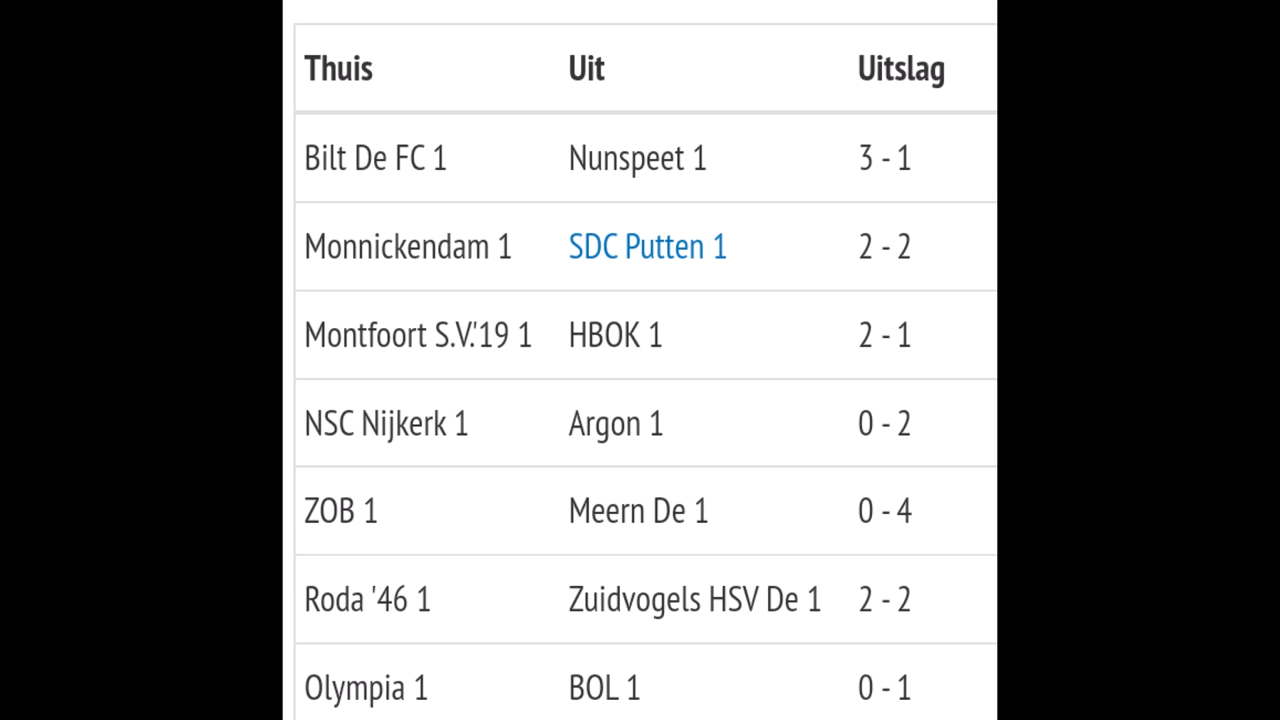 Thuis Uit Uitslag
Bilt De FC 1 Nunspeet 1 3 - 1
Monnickendam 1 SDC Putten 1 2 - 2
Montfoort S.V.'19 1 HBOK 1 2 - 1
NSC Nijkerk 1 Argon 1 0 - 2
ZOB 1 Meern De 1 0 - 4
Roda '46 1 Zuidvogels HSV De 1 2 - 2
Olympia 1 BOL 1 0 - 1